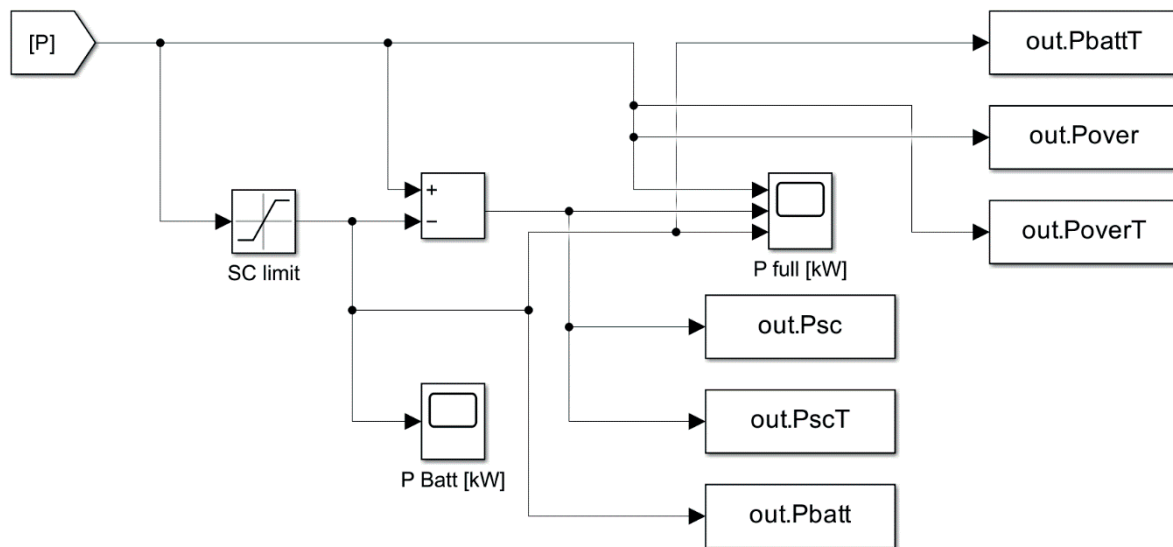 [P]
out.PbattT
out.Pover
+
−
out.PoverT
SC limit
P full [kW]
out.Psc
out.PscT
P Batt [kW]
out.Pbatt